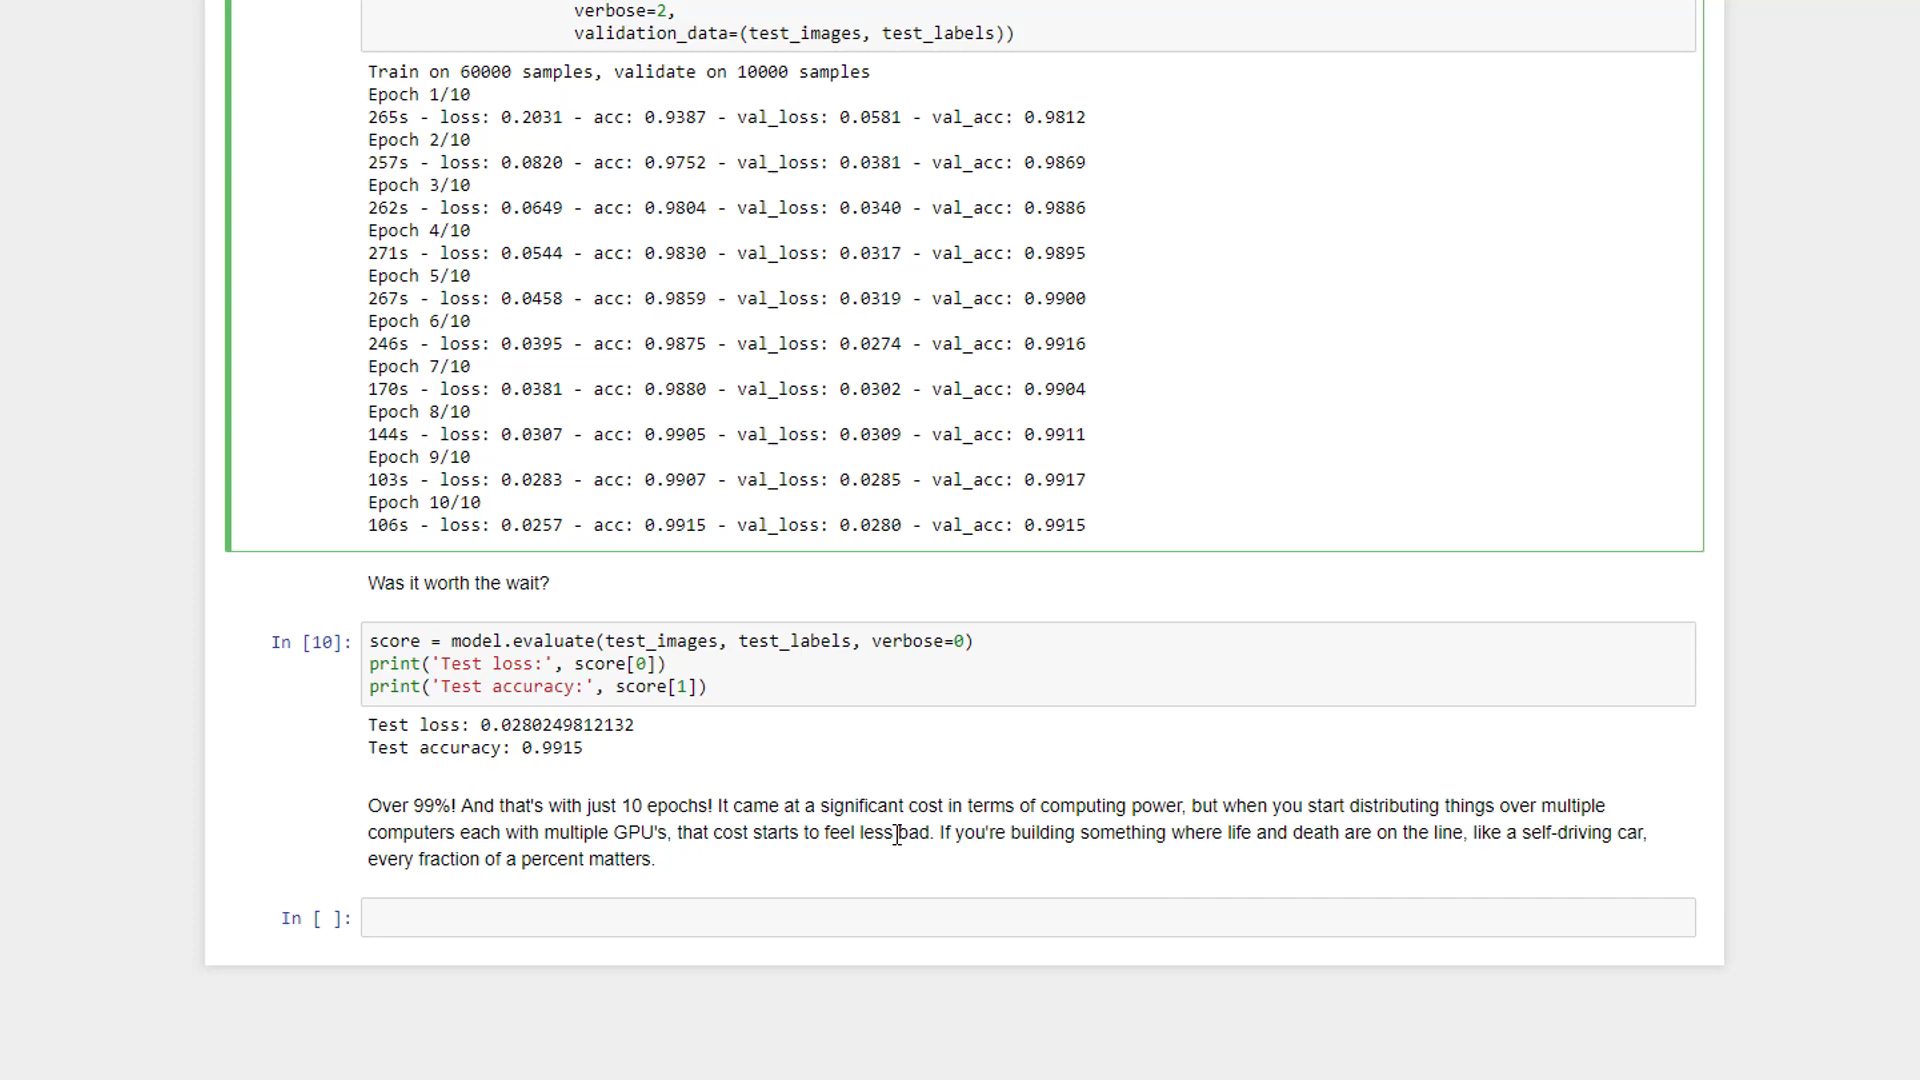 verbose=2,
validation_data=(test_images, test_labels))
Train on 60000 samples, validate on 10000 samples
Epoch 1/10
265s - loss: 0.2031 - acc: 0.9387 - val_loss: 0.0581 - val_acc: 0.9812
Epoch 2/10
257s - loss: 0.0820 - acc: 0.9752 - val_loss: 0.0381 - val_acc: 0.9869
Epoch 3/10
262s - loss: 0.0649 - acc: 0.9804 - val_loss: 0.0340 - val_acc: 0.9886
Epoch 4/10
271s - loss: 0.0544 - acc: 0.9830 - val_loss: 0.0317 - val_acc: 0.9895
Epoch 5/10
267s - loss: 0.0458 - acc: 0.9859 - val_loss: 0.0319 - val_acc: 0.9900
Epoch 6/10
246s - loss: 0.0395 - acc: 0.9875 - val_loss: 0.0274 - val_acc: 0.9916
Epoch 7/10
170s - loss: 0.0381 - acc: 0.9880 - val_loss: 0.0302 - val_acc: 0.9904
Epoch 8/10
144s - loss: 0.0307 - acc: 0.9905 - val_loss: 0.0309 - val_acc: 0.9911
Epoch 9/10
103s - loss: 0.0283 - acc: 0.9907 - val_loss: 0.0285 - val_acc: 0.9917
Epoch 10/10
106s - loss: 0.0257 - acc: 0.9915 - val_loss: 0.0280 - val_acc: 0.9915
Was it worth the wait?
In [10]: score = model.evaluate(test_images, test_labels, verbose=0)
print('Test loss:', score[0])
print('Test accuracy:', score[1])
Test loss: 0.0280249812132
Test accuracy: 0.9915
Over 99%! And that's with just 10 epochs! It came at a significant cost in terms of computing power, but when you start distributing things over multiple
computers each with multiple GPU's, that cost starts to feel less bad. If you're building something where life and death are on the line, like a self-driving car,
every fraction of a percent matters.
In [ ]: